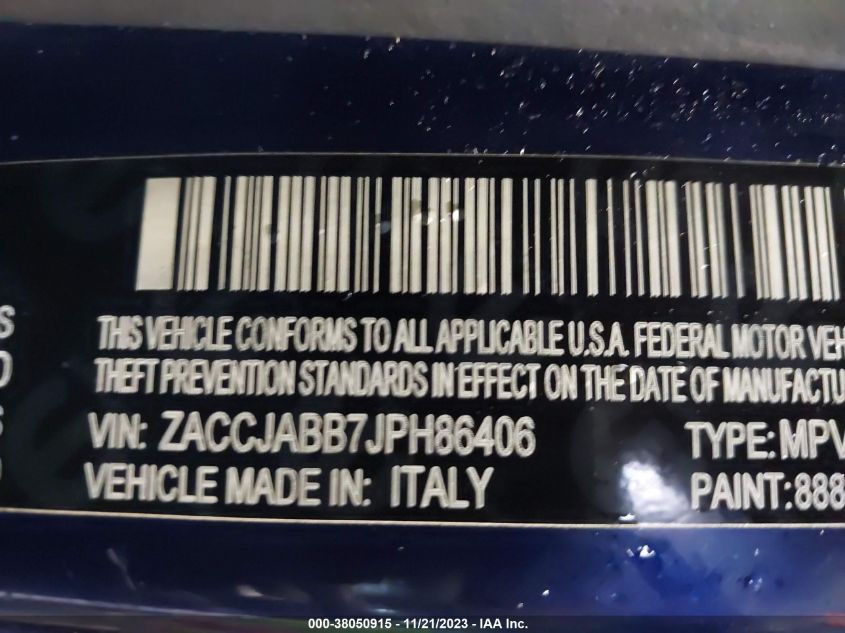 THIS VEHICLE CONFORMS TO ALL APPLICABLE U.S.A. FEDERAL MOTOR VEH
THEFT PREVENTION STANDARDS IN EFFECT ON THE DATE OF MANUFACTU
VIN: ZACCJABB7JPH86406 TYPE: MPV
VEHICLE MADE IN: ITALY PAINT: 888
000-38050915 - 11/21/2023 - IAA Inc.